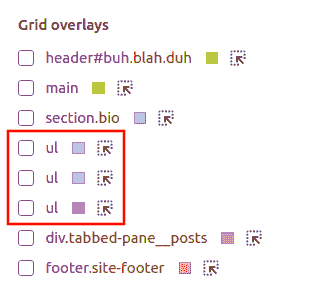 Grid overlays
header#buh.blah.duh
main
section.bio
ul
ul
ul
div.tabbed-pane__posts
footer.site-footer